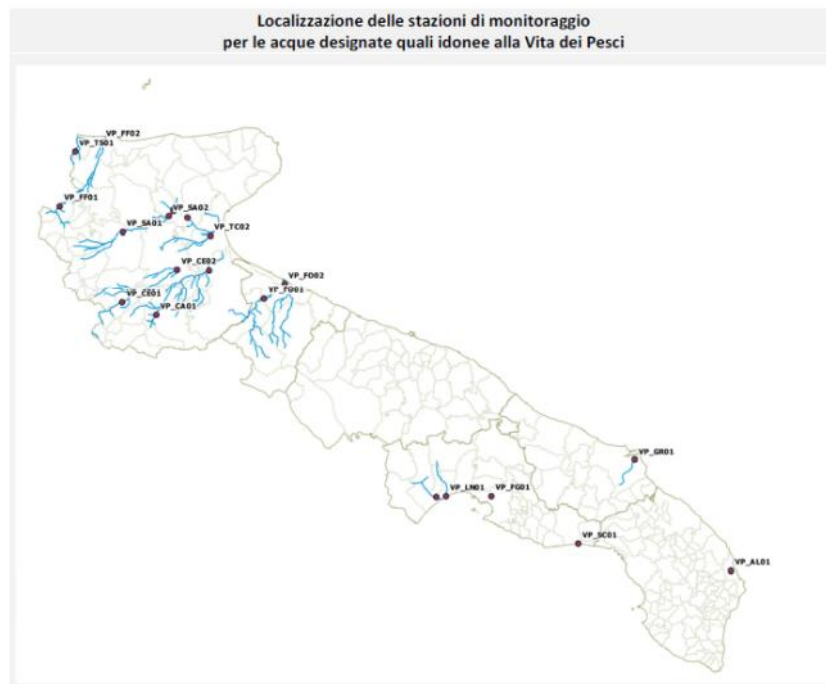 Localizzazione delle stazioni di monitoraggio
per le acque designate quali idonee alla Vita dei Pesci
VP_FF02
VP_TS01
VP_FF01
VP_SA02
VP_SA01
VP_TC02
VP_CE02
VP_FO02
VP_CE01
VP_CA01
VP_GR01
VP_LN01
VP_FG01
VP_SC01
VP_AL01